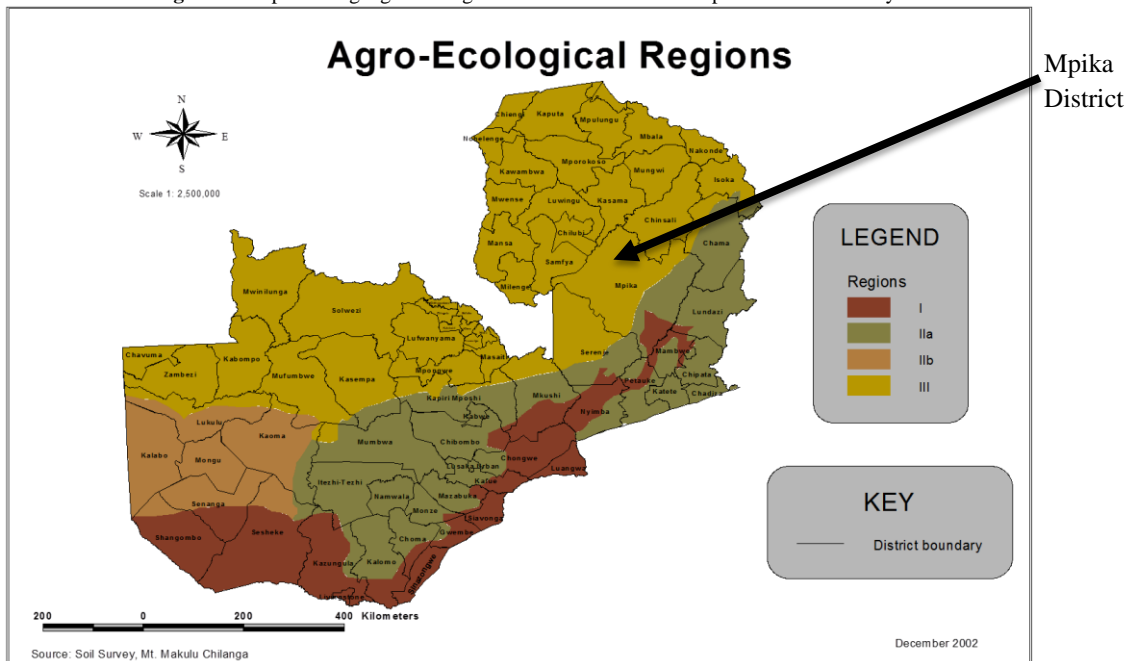 Agro-Ecological Regions
Mpika
District
N
W E
S
Scale 1: 2,500,000
Chiengi
Kaputa
Mpulungu
Mbala
Nakonde
Mporokoso
Kawambwa
Mungwi
Isoka
Mwense
Luwingu
Kasama
Chinsali
Chilubi
Mansa
Samfya
Chama
Milenge
Mpika
Mwinilunga
Solwezi
Lundazi
Lufwanyama
Chavuma
Kabompo
Masaiti
Serenje
Mambwe
Zambezi
Mufumbwe
Kasempa
Mpongwe
Petauke
Chipata
Katete
Chadiza
Kapiri Mposhi
Mkushi
Nyimba
Lukulu
Kaoma
Kabwe
Mumbwa
Chibombo
Kalabo
Mongu
Chongwe
Lusaka Urban
Luangwa
Itezhi-Teshi
Kafue
Namwala
Mazabuka
Senanga
Monze
Siavonga
Shangombo
Sesheke
Choma
Gwembe
Kazungula
Kalomo
Sinazongwe
Livingstone
LEGEND
Regions
I
IIa
IIb
III
KEY
District boundary
200 0 200 400 Kilometers
Source: Soil Survey, Mt. Makulu Chilanga
December 2002